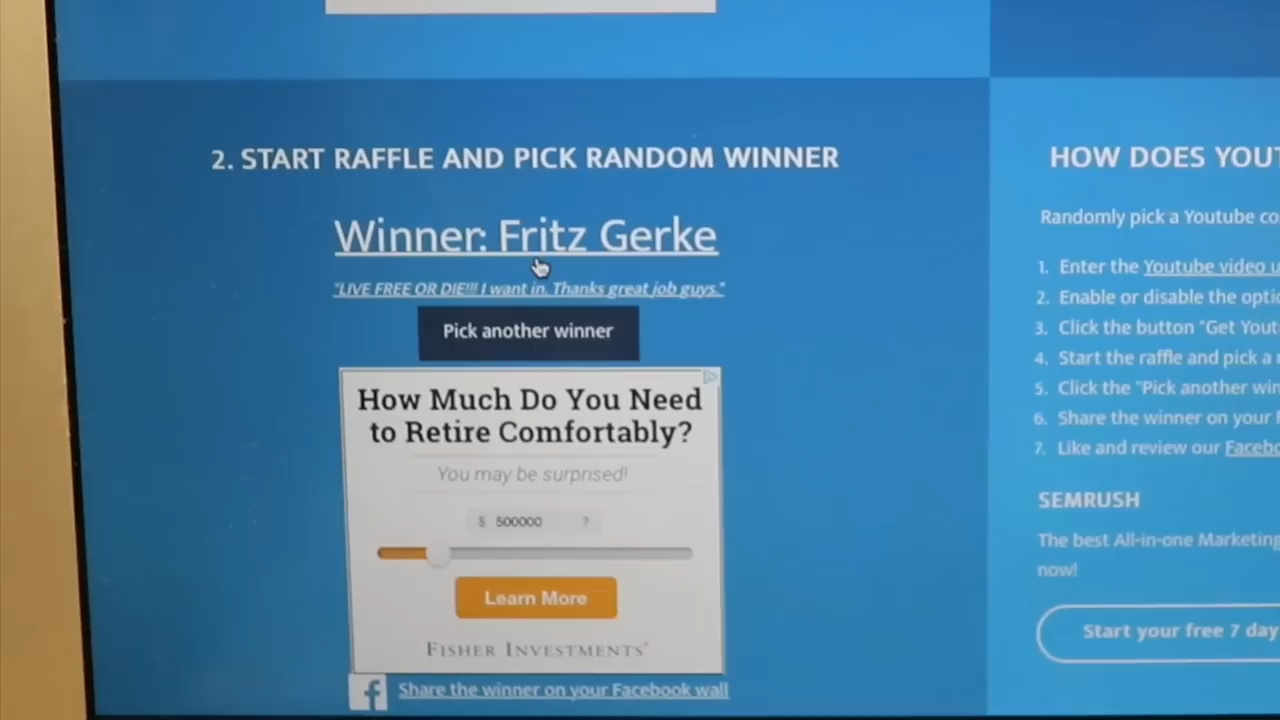 2. START RAFFLE AND PICK RANDOM WINNER
Winner: Fritz Gerke
"LIVE FREE OR DIE!!! I want in. Thanks great job guys."
Pick another winner
How Much Do You Need
to Retire Comfortably?
You may be surprised!
$ 500000 ?
Learn More
FISHER INVESTMENTS
Share the winner on your Facebook wall
HOW DOES YOUT
Randomly pick a Youtube co
1. Enter the Youtube video u
2. Enable or disable the optio
3. Click the button "Get Yout
4. Start the raffle and pick a r
5. Click the "Pick another win
6. Share the winner on your
7. Like and review our Facebo
SEMRUSH
The best All-in-one Marketing
now!
Start your free 7 day